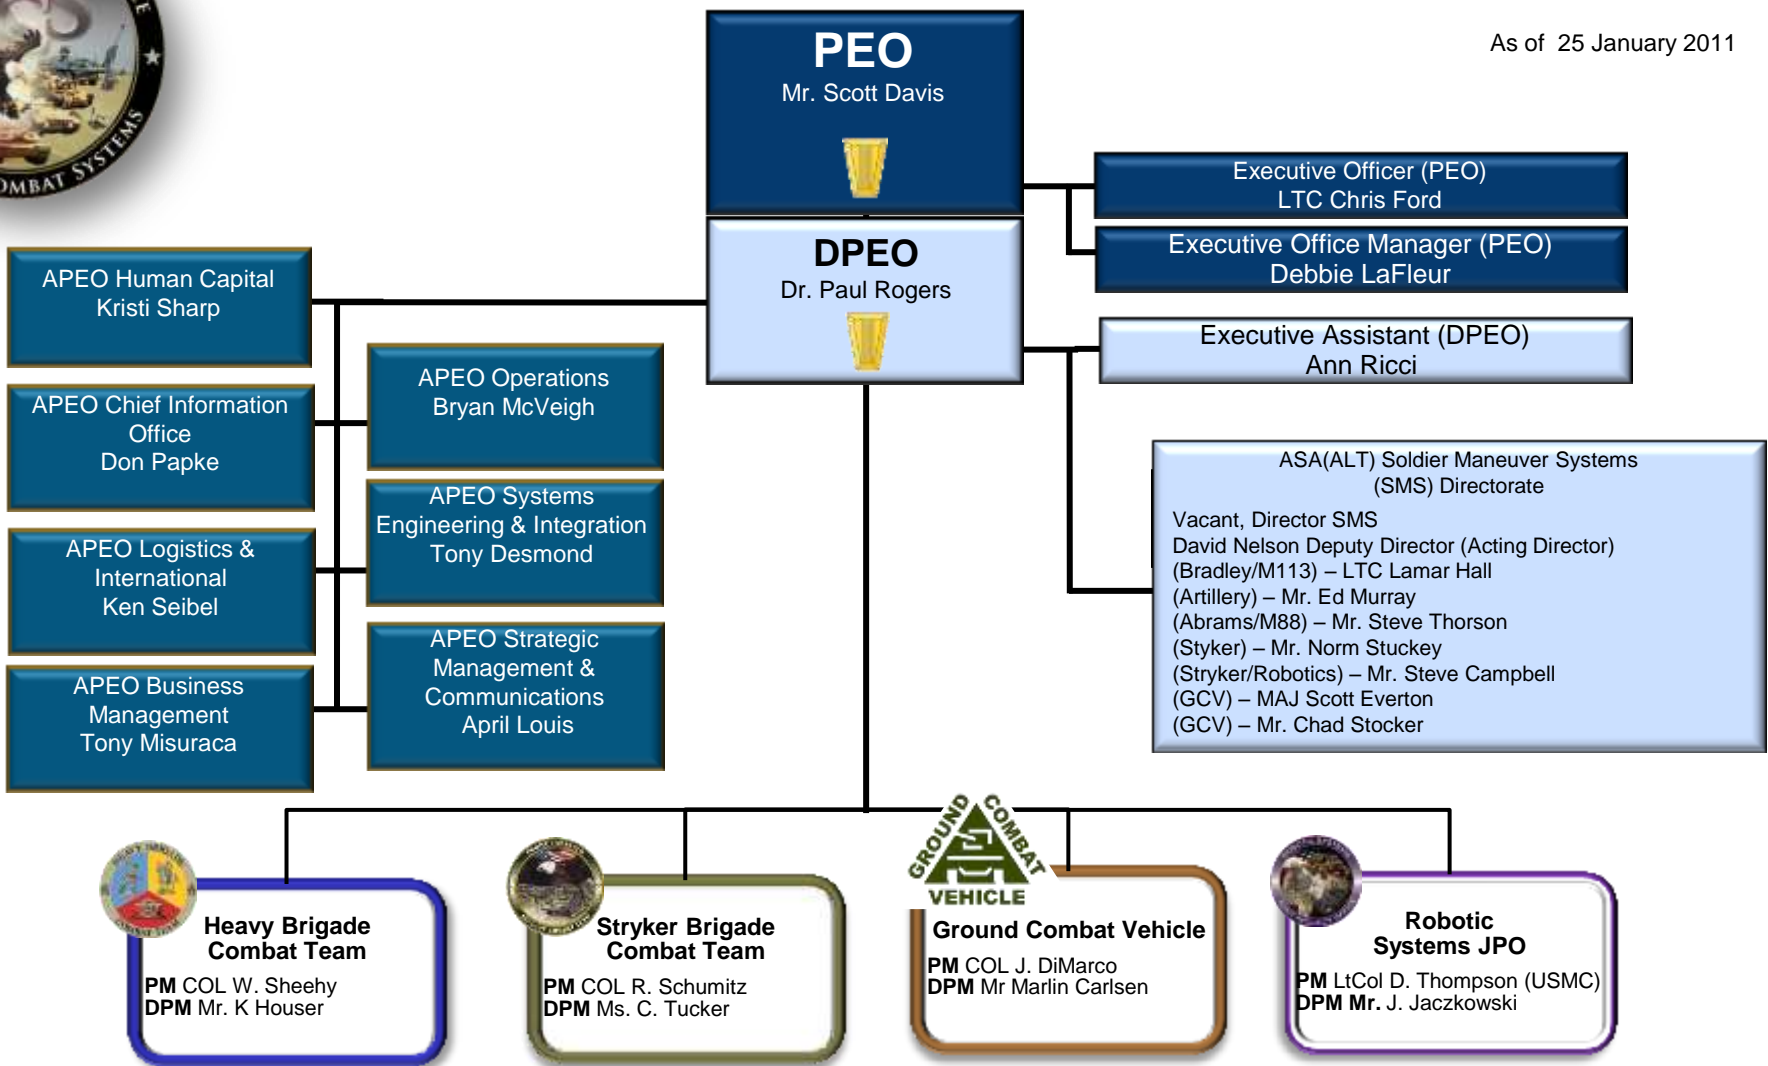 COMBAT SYSTEMS
As of 25 January 2011
PEO
Mr. Scott Davis
DPEO
Dr. Paul Rogers
Executive Officer (PEO)
LTC Chris Ford
Executive Office Manager (PEO)
Debbie LaFleur
Executive Assistant (DPEO)
Ann Ricci
ASA(ALT) Soldier Maneuver Systems
(SMS) Directorate
Vacant, Director SMS
David Nelson Deputy Director (Acting Director)
(Bradley/M113) – LTC Lamar Hall
(Artillery) – Mr. Ed Murray
(Abrams/M88) – Mr. Steve Thorson
(Styker) – Mr. Norm Stuckey
(Stryker/Robotics) – Mr. Steve Campbell
(GCV) – MAJ Scott Everton
(GCV) – Mr. Chad Stocker
APEO Human Capital
Kristi Sharp
APEO Chief Information
Office
Don Papke
APEO Logistics &
International
Ken Seibel
APEO Business
Management
Tony Misuraca
APEO Operations
Bryan McVeigh
APEO Systems
Engineering & Integration
Tony Desmond
APEO Strategic
Management &
Communications
April Louis
HEAVY BRIGADE
COMBAT TEAM
Heavy Brigade
Combat Team
PM COL W. Sheehy
DPM Mr. K Houser
Stryker Brigade
Combat Team
PM COL R. Schumitz
DPM Ms. C. Tucker
GROUND COMBAT
VEHICLE
Ground Combat Vehicle
PM COL J. DiMarco
DPM Mr Marlin Carlsen
Robotic
Systems JPO
PM LtCol D. Thompson (USMC)
DPM Mr. J. Jaczkowski